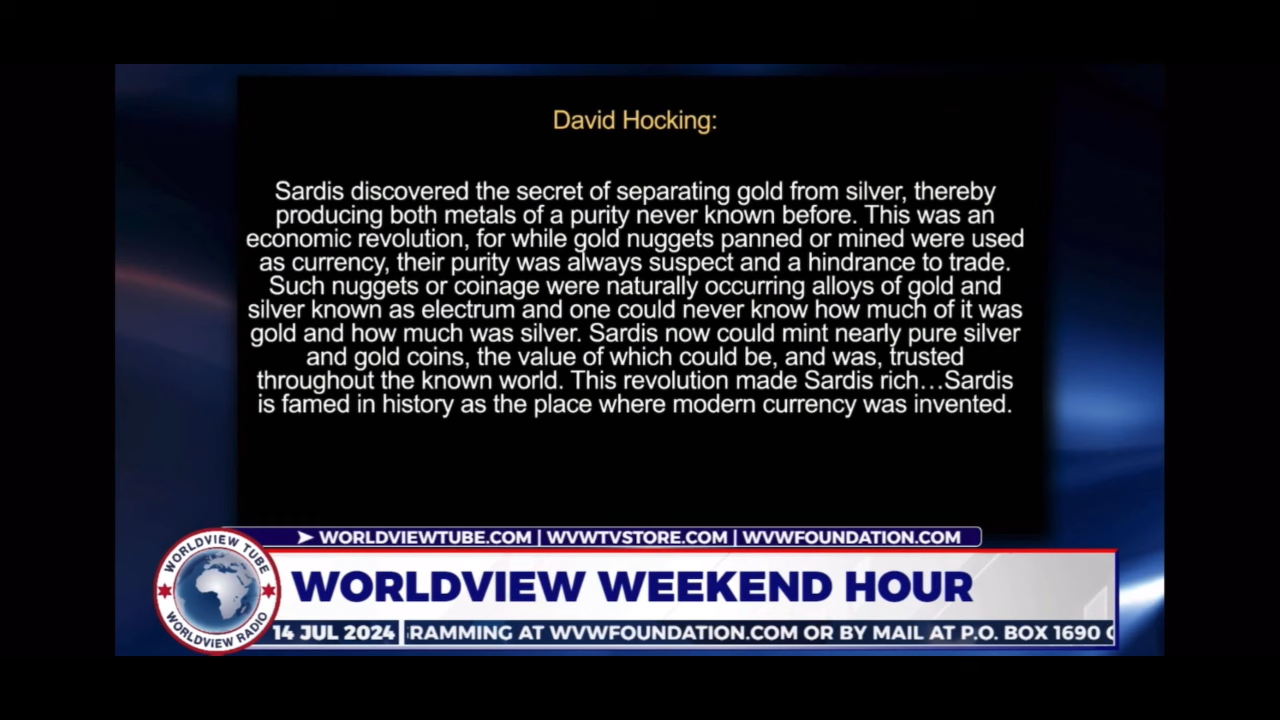 David Hocking:
Sardis discovered the secret of separating gold from silver, thereby
producing both metals of a purity never known before. This was an
economic revolution, for while gold nuggets panned or mined were used
as currency, their purity was always suspect and a hindrance to trade.
Such nuggets or coinage were naturally occurring alloys of gold and
silver known as electrum and one could never know how much of it was
gold and how much was silver. Sardis now could mint nearly pure silver
and gold coins, the value of which could be, and was, trusted
throughout the known world. This revolution made Sardis rich…Sardis
is famed in history as the place where modern currency was invented.
➤ WORLDVIEWTUBE.COM | WVWTVSTORE.COM | WVWFOUNDATION.COM
WORLDVIEW TUBE
WORLDVIEW RADIO
WORLDVIEW WEEKEND HOUR
14 JUL 2024 RAMMING AT WVWFOUNDATION.COM OR BY MAIL AT P.O. BOX 1690